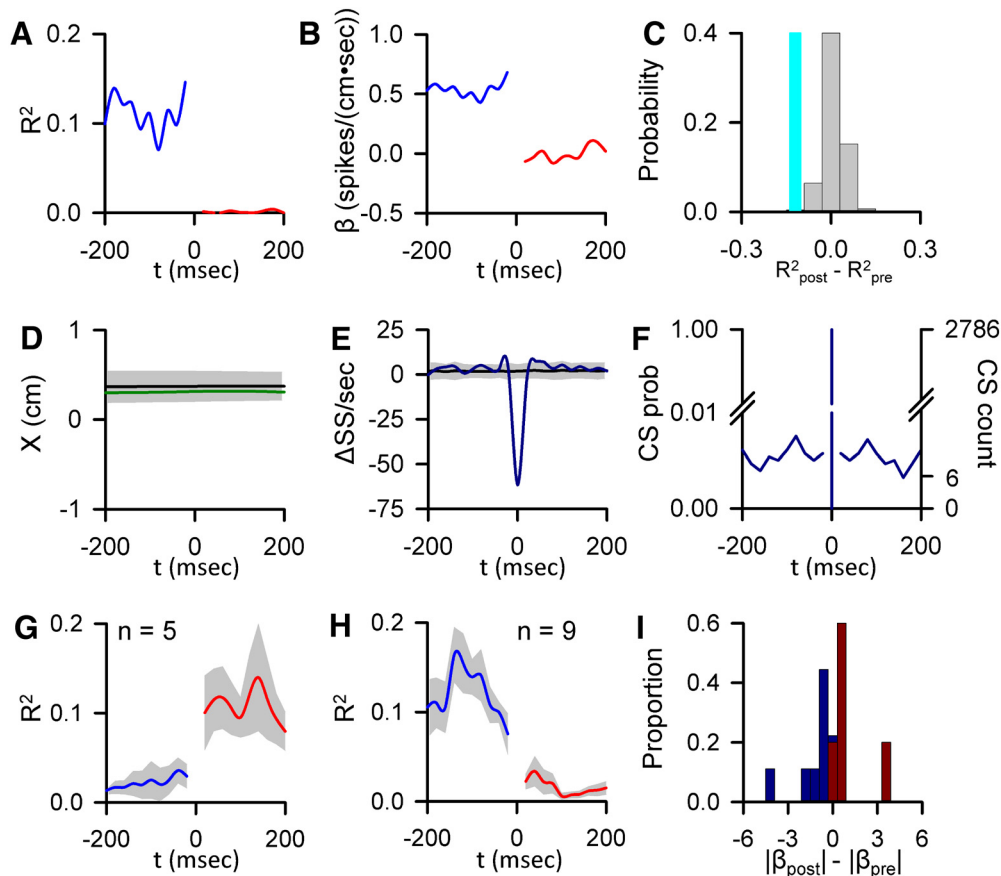 A
0.2
0.1
0.0
R²
-200 0 200
t (msec)
B
1.0
0.5
0.0
-0.5
β (spikes/(cm•sec)
-200 0 200
t (msec)
C
0.4
0.2
0.0
Probability
-0.3 0.0 0.3
R²post - R²pre
D
1
0
-1
X (cm)
-200 0 200
t (msec)
E
25
0
-25
-50
-75
ΔSS/sec
-200 0 200
t (msec)
F
1.00
0.01
0.00
CS prob
2786
6
0
CS count
-200 0 200
t (msec)
G
n = 5
0.2
0.1
0.0
R²
-200 0 200
t (msec)
H
n = 9
0.2
0.1
0.0
R²
-200 0 200
t (msec)
I
0.6
0.4
0.2
0.0
Proportion
-6 -3 0 3 6
|βpost| - |βpre|